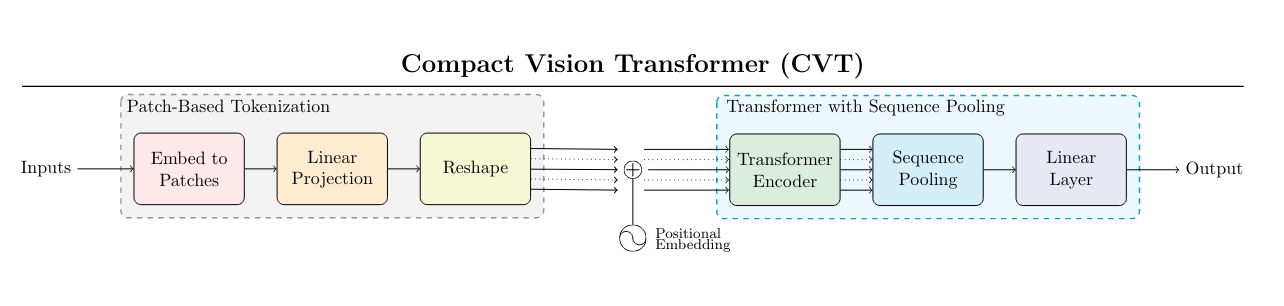 Compact Vision Transformer (CVT)
Patch-Based Tokenization
Transformer with Sequence Pooling
Inputs
Embed to
Patches
Linear
Projection
Reshape
Transformer
Encoder
Sequence
Pooling
Linear
Layer
Output
Positional
Embedding